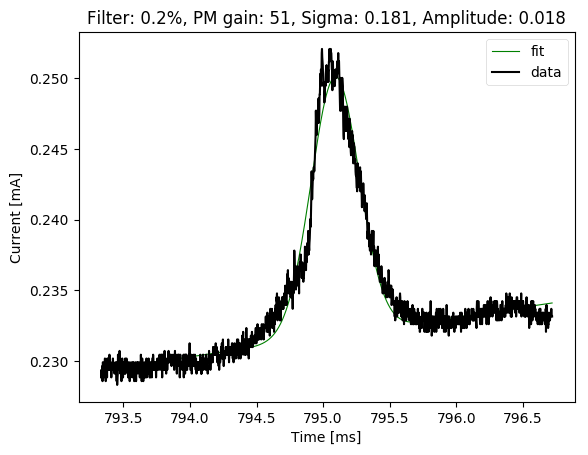 Filter: 0.2%, PM gain: 51, Sigma: 0.181, Amplitude: 0.018
fit
data
0.250
0.245
0.240
0.235
0.230
Current [mA]
793.5 794.0 794.5 795.0 795.5 796.0 796.5
Time [ms]